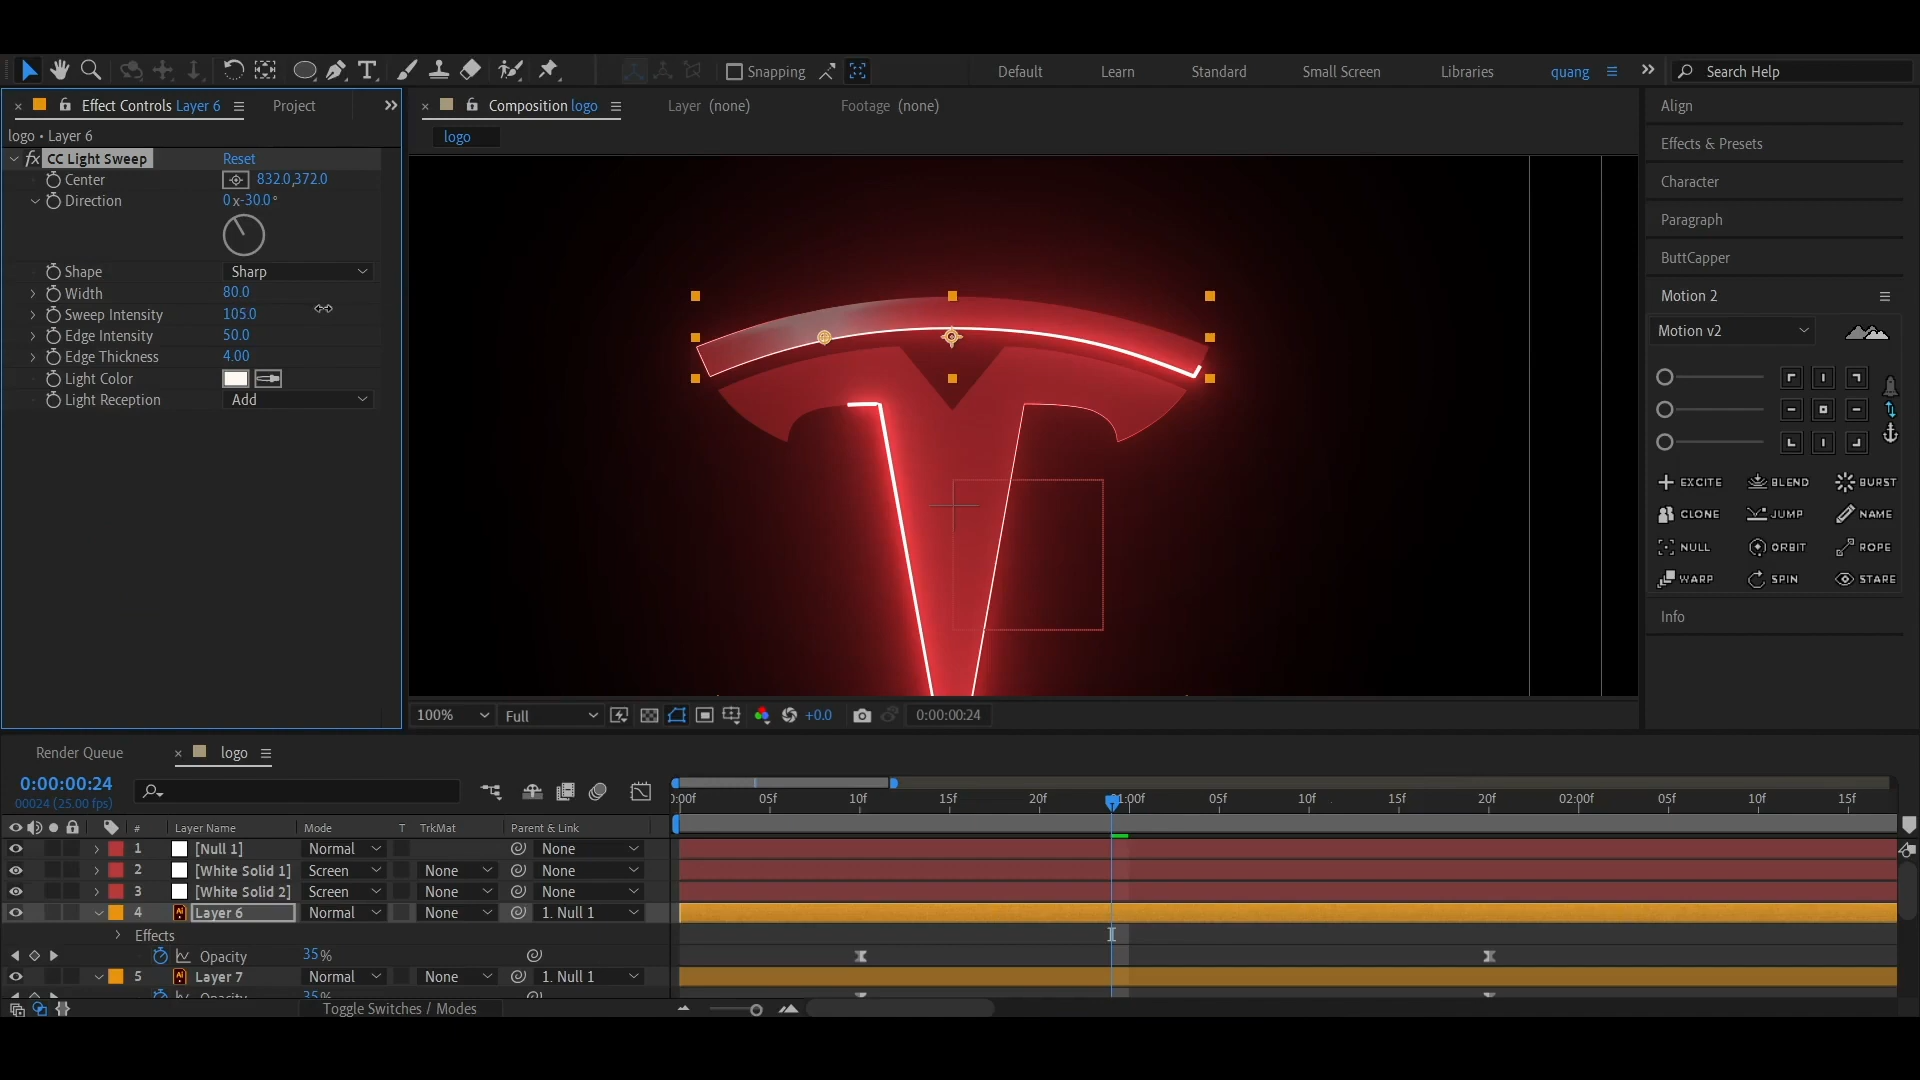 Snapping
Default
Learn
Standard
Small Screen
Libraries
quang
Search Help
Effect Controls Layer 6
Project
Composition logo
Layer (none)
Footage (none)
Align
logo • Layer 6
logo
Effects & Presets
fx CC Light Sweep Reset
Center 832.0,372.0
Direction 0x-30.0°
Shape Sharp
Width 80.0
Sweep Intensity 105.0
Edge Intensity 50.0
Edge Thickness 4.00
Light Color
Light Reception Add
Character
Paragraph
ButtCapper
Motion 2
Motion v2
EXCITE BLEND BURST
CLONE JUMP NAME
NULL ORBIT ROPE
WARP SPIN STARE
Info
100% Full +0.0 0:00:00:24
Render Queue logo
0:00:00:24
00024 (25.00 fps)
0:00f 05f 10f 15f 20f 01:00f 05f 10f 15f 20f 02:00f 05f 10f 15f
# Layer Name Mode T TrkMat Parent & Link
1 [Null 1] Normal None
2 [White Solid 1] Screen None None
3 [White Solid 2] Screen None None
4 Layer 6 Normal None 1. Null 1
Effects
Opacity 35%
5 Layer 7 Normal None 1. Null 1
Opacity 35%
Toggle Switches / Modes